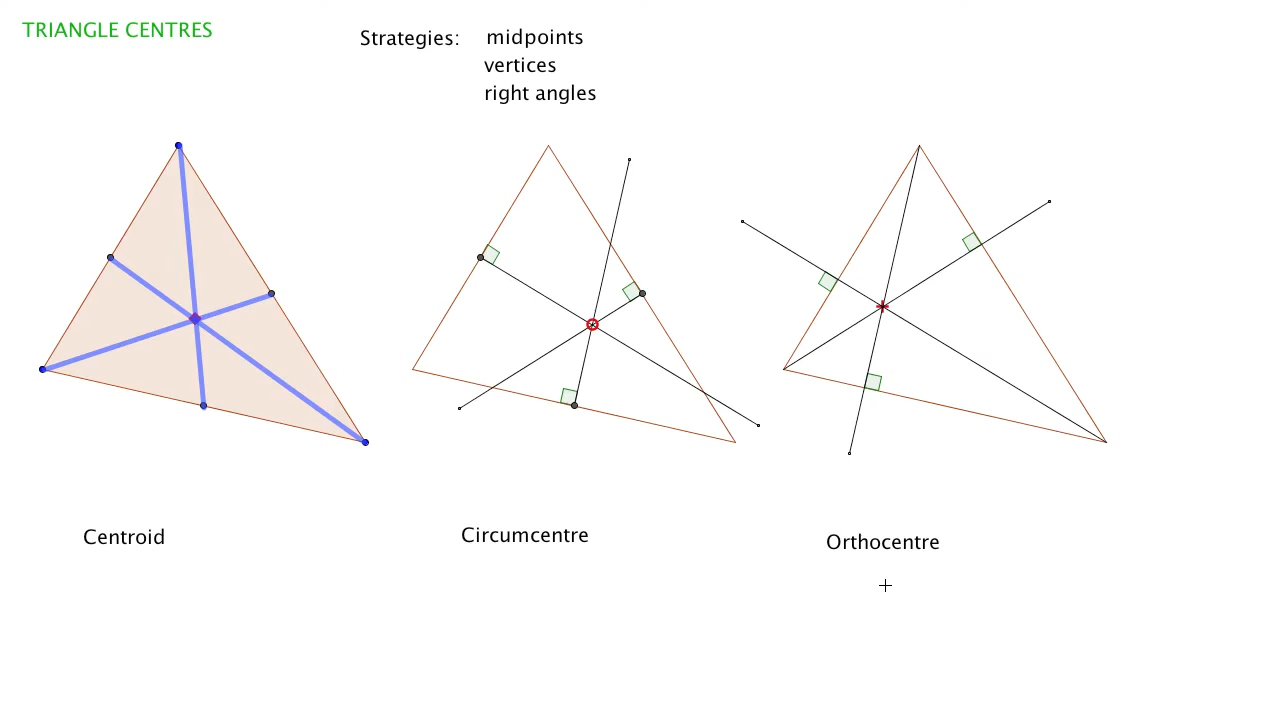 TRIANGLE CENTRES
Strategies: midpoints
vertices
right angles
Centroid
Circumcentre
Orthocentre